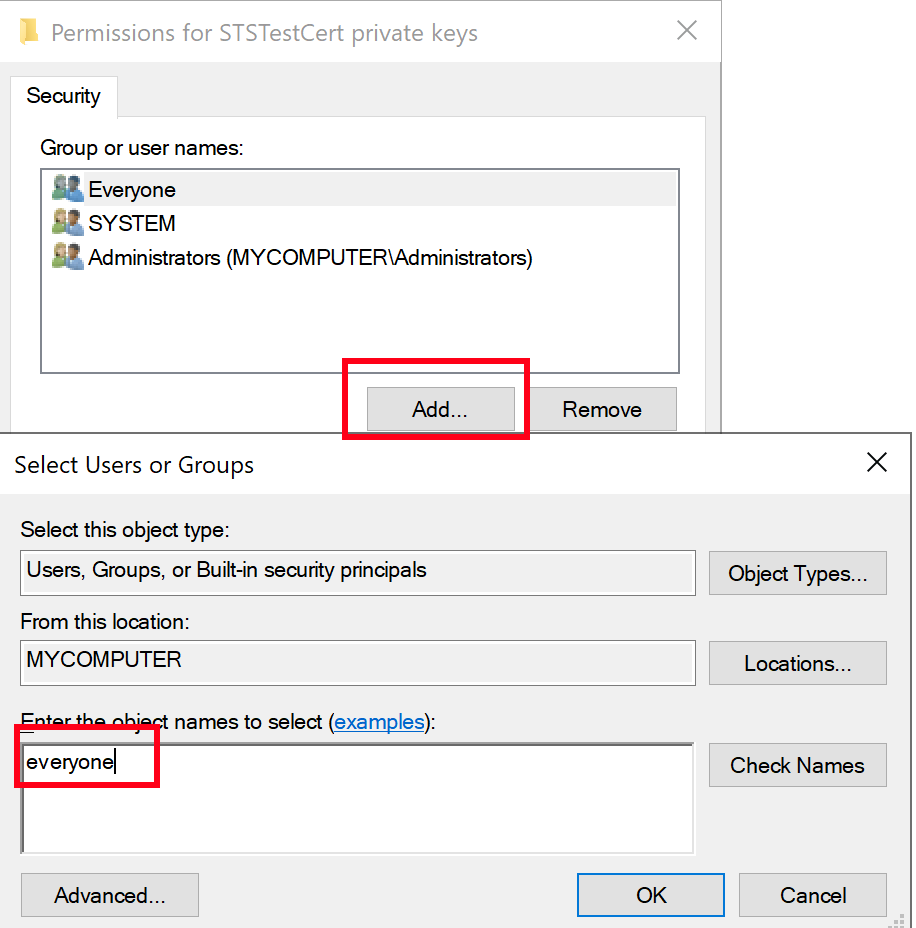 Permissions for STSTestCert private keys
Security
Group or user names:
Everyone
SYSTEM
Administrators (MYCOMPUTER\Administrators)
Add... Remove
Select Users or Groups
Select this object type:
Users, Groups, or Built-in security principals Object Types...
From this location:
MYCOMPUTER Locations...
Enter the object names to select (examples):
everyone Check Names
Advanced... OK Cancel